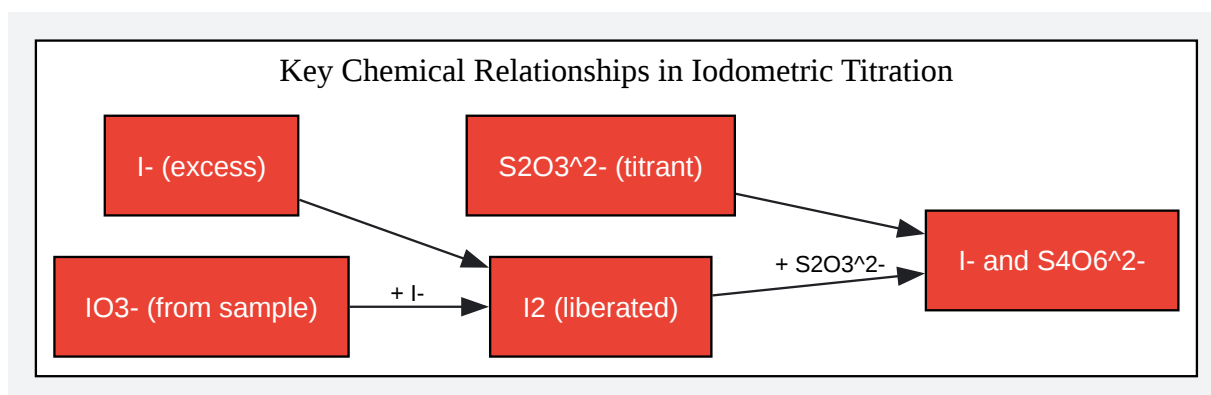 Key Chemical Relationships in Iodometric Titration
I- (excess)
S2O3^2- (titrant)
IO3- (from sample)
+ I-
I2 (liberated)
+ S2O3^2-
I- and S4O6^2-